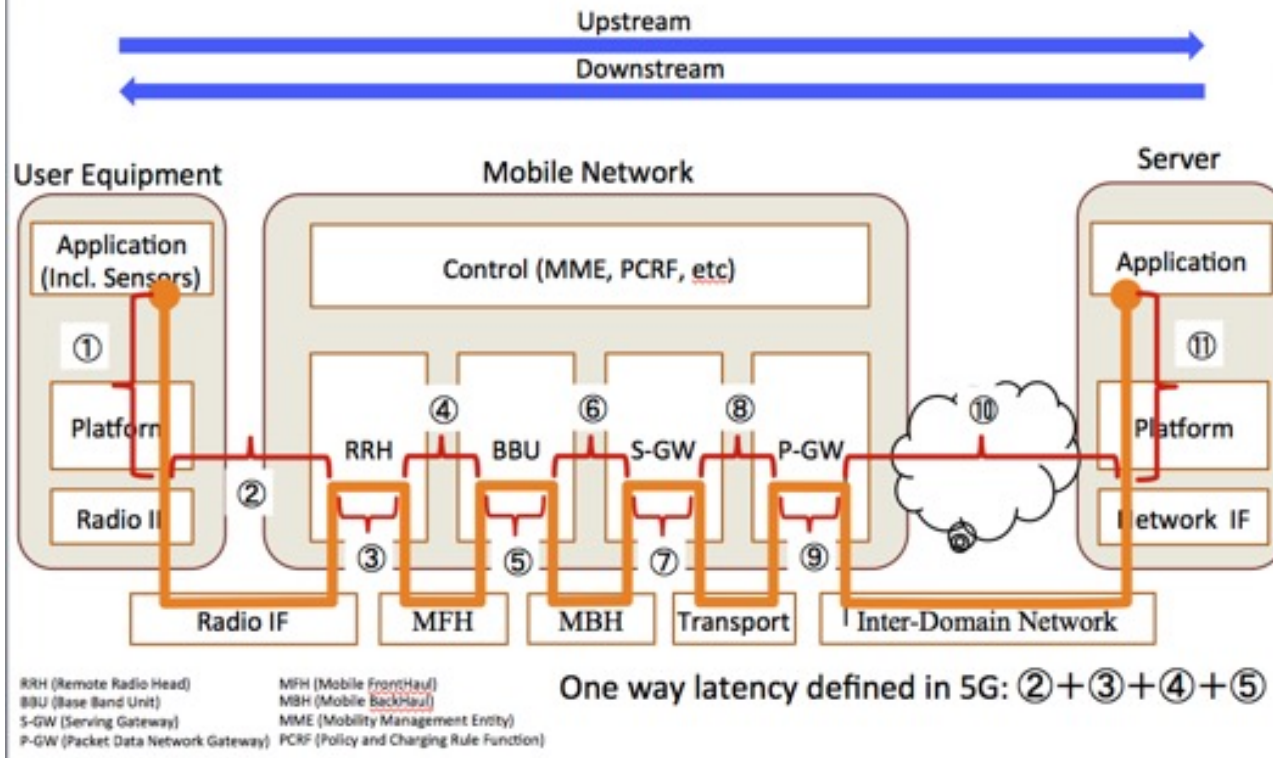 Upstream
Downstream
User Equipment
Mobile Network
Server
Application
(Incl. Sensors)
Control (MME, PCRF, etc)
Application
①
④
⑥
⑧
⑩
⑪
Platform
RRH
BBU
S-GW
P-GW
Platform
②
Radio II
③
⑤
⑦
⑨
Network IF
Radio IF
MFH
MBH
Transport
Inter-Domain Network
RRH (Remote Radio Head)
BBU (Base Band Unit)
S-GW (Serving Gateway)
P-GW (Packet Data Network Gateway)
MFH (Mobile FrontHaul)
MBH (Mobile BackHaul)
MME (Mobility Management Entity)
PCRF (Policy and Charging Rule Function)
One way latency defined in 5G: ②+③+④+⑤